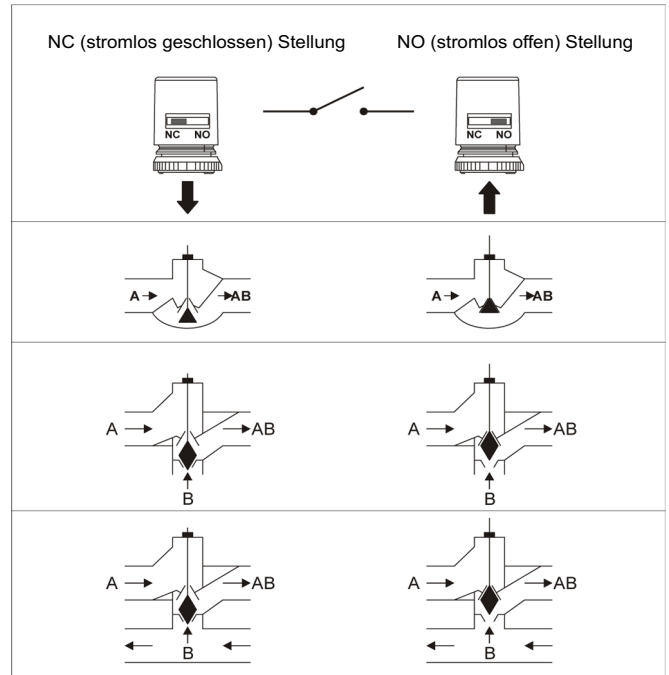 NC (stromlos geschlossen) Stellung NO (stromlos offen) Stellung
NC NO NC NO
A AB A AB
A AB A AB
B B
A AB A AB
B B